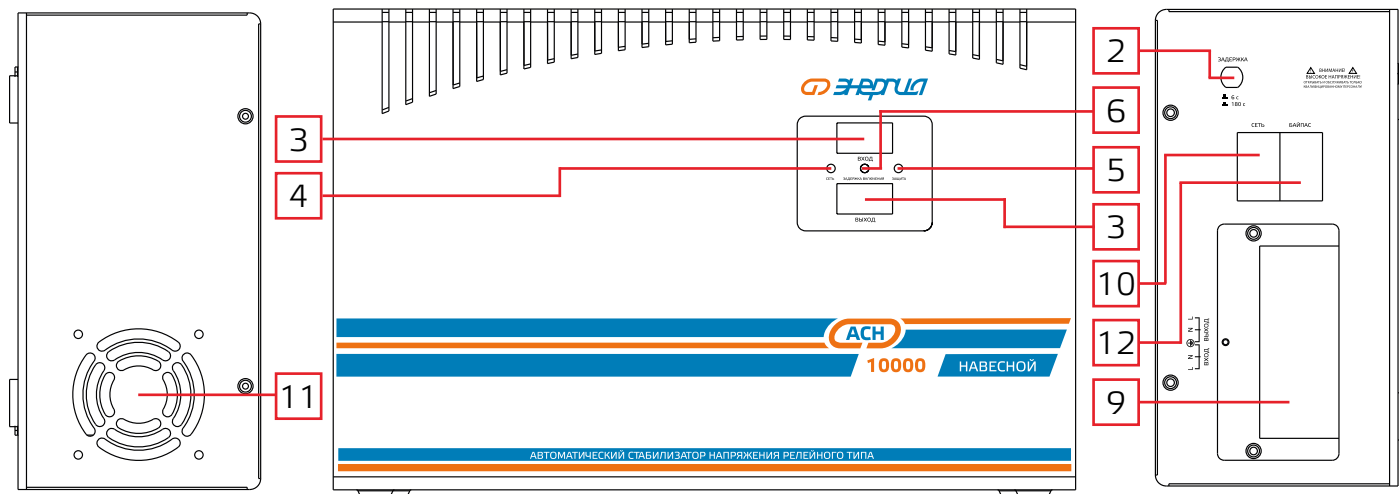 энергия
ВХОД
СЕТЬ
ЗАДЕРЖКА ВКЛЮЧЕНИЯ
ЗАЩИТА
ВЫХОД
АСН
10000
НАВЕСНОЙ
АВТОМАТИЧЕСКИЙ СТАБИЛИЗАТОР НАПРЯЖЕНИЯ РЕЛЕЙНОГО ТИПА
3
4
11
2
6
5
3
10
12
9
ЗАДЕРЖКА
6 с
180 с
ВНИМАНИЕ!
ВЫСОКОЕ НАПРЯЖЕНИЕ!
СЕТЬ
БАЙПАС
L N N L
ВЫХОД
ВХОД